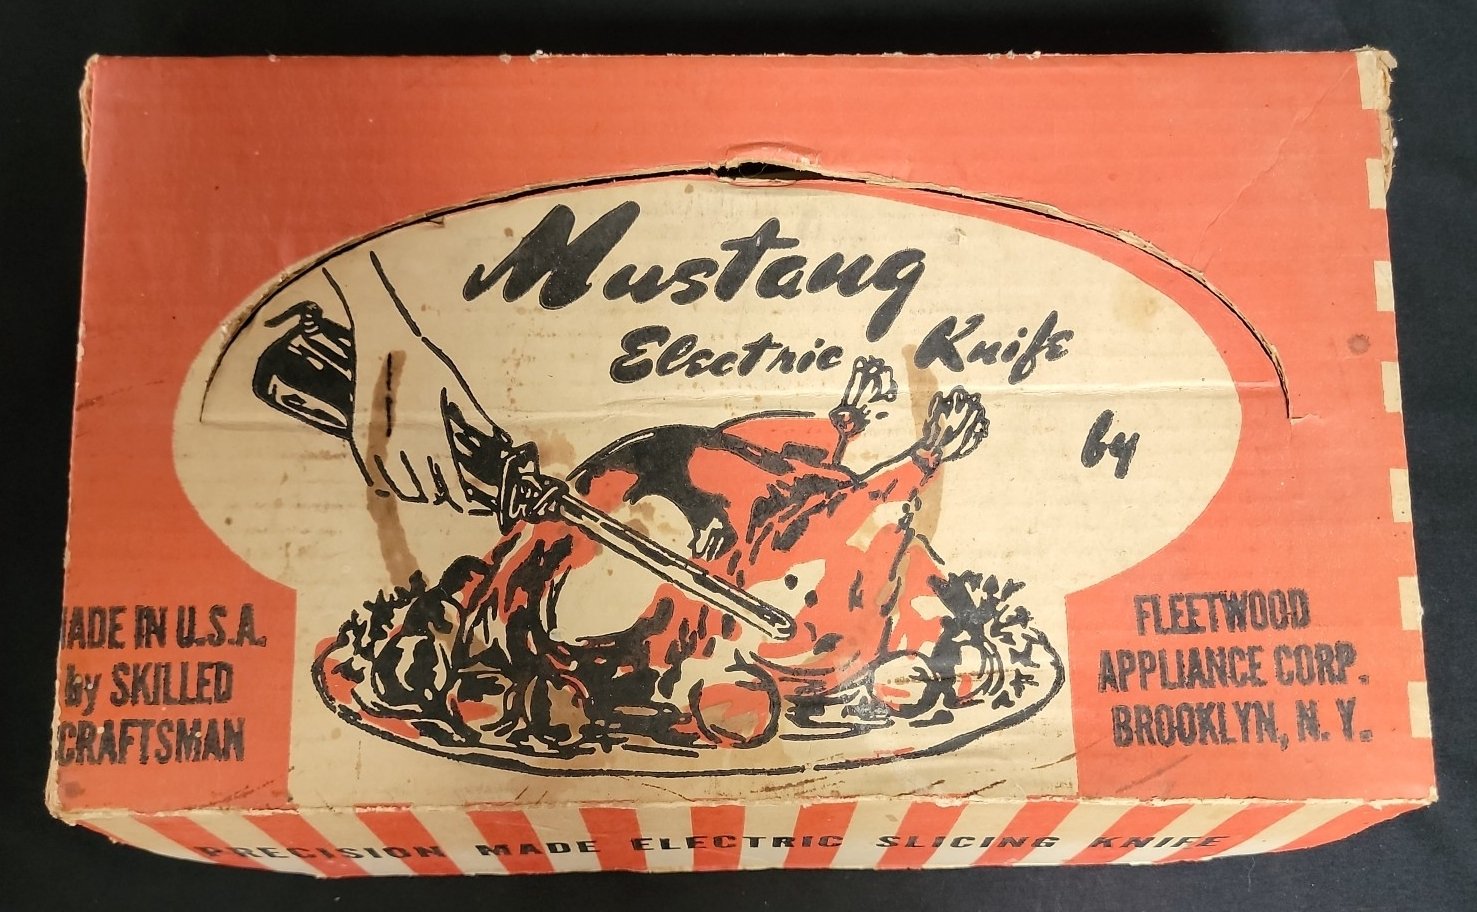 Mustang
Electric Knife
by
MADE IN U.S.A.
by SKILLED
CRAFTSMAN
FLEETWOOD
APPLIANCE CORP.
BROOKLYN, N. Y.
PRECISION MADE ELECTRIC SLICING KNIFE